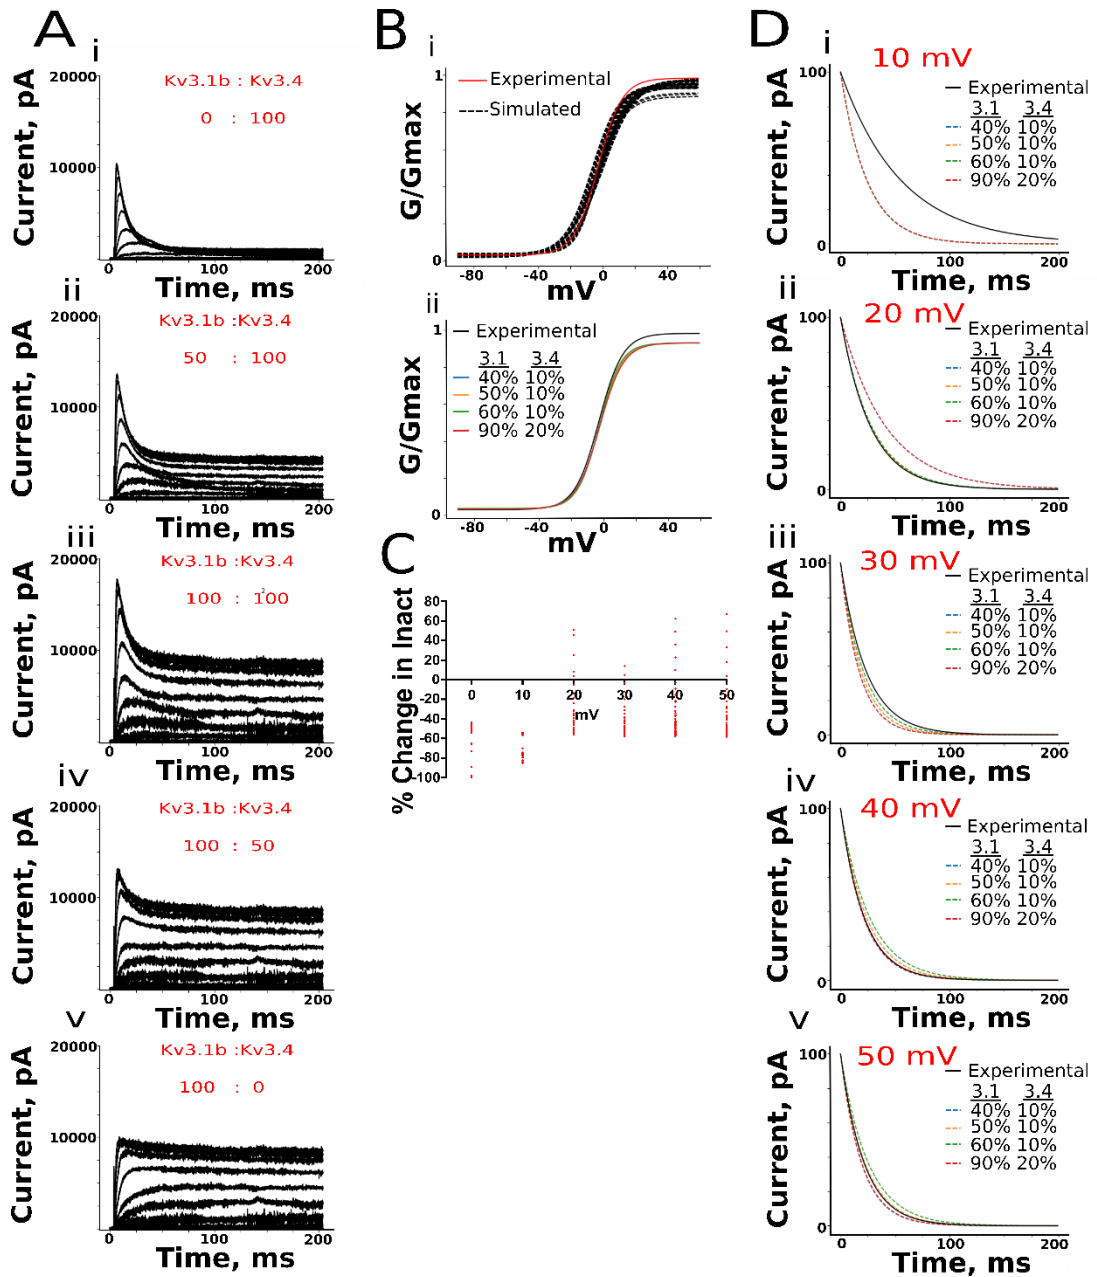 A
i
20000
10000
Current, pA
Kv3.1b : Kv3.4
0 : 100
0 100 200
Time, ms
ii
20000
10000
Current, pA
Kv3.1b :Kv3.4
50 : 100
0 100 200
Time, ms
iii
20000
10000
Current, pA
Kv3.1b :Kv3.4
100 : 100
0 100 200
Time, ms
iv
20000
10000
Current, pA
Kv3.1b :Kv3.4
100 : 50
0 100 200
Time, ms
v
20000
10000
Current, pA
Kv3.1b :Kv3.4
100 : 0
0 100 200
Time, ms
B
i
1
0
G/Gmax
Experimental
Simulated
-80 -40 0 40
mV
ii
1
0
G/Gmax
Experimental
3.1 3.4
40% 10%
50% 10%
60% 10%
90% 20%
-80 -40 0 40
mV
C
% Change in Inact
80
60
40
20
0
-20
-40
-60
-80
-100
0 10 20 30 40 50
mV
D
i
10 mV
100
0
Current, pA
Experimental
3.1 3.4
40% 10%
50% 10%
60% 10%
90% 20%
0 100 200
Time, ms
ii
20 mV
100
0
Current, pA
Experimental
3.1 3.4
40% 10%
50% 10%
60% 10%
90% 20%
0 100 200
Time, ms
iii
30 mV
100
0
Current, pA
Experimental
3.1 3.4
40% 10%
50% 10%
60% 10%
90% 20%
0 100 200
Time, ms
iv
40 mV
100
0
Current, pA
Experimental
3.1 3.4
40% 10%
50% 10%
60% 10%
90% 20%
0 100 200
Time, ms
v
50 mV
100
0
Current, pA
Experimental
3.1 3.4
40% 10%
50% 10%
60% 10%
90% 20%
0 100 200
Time, ms